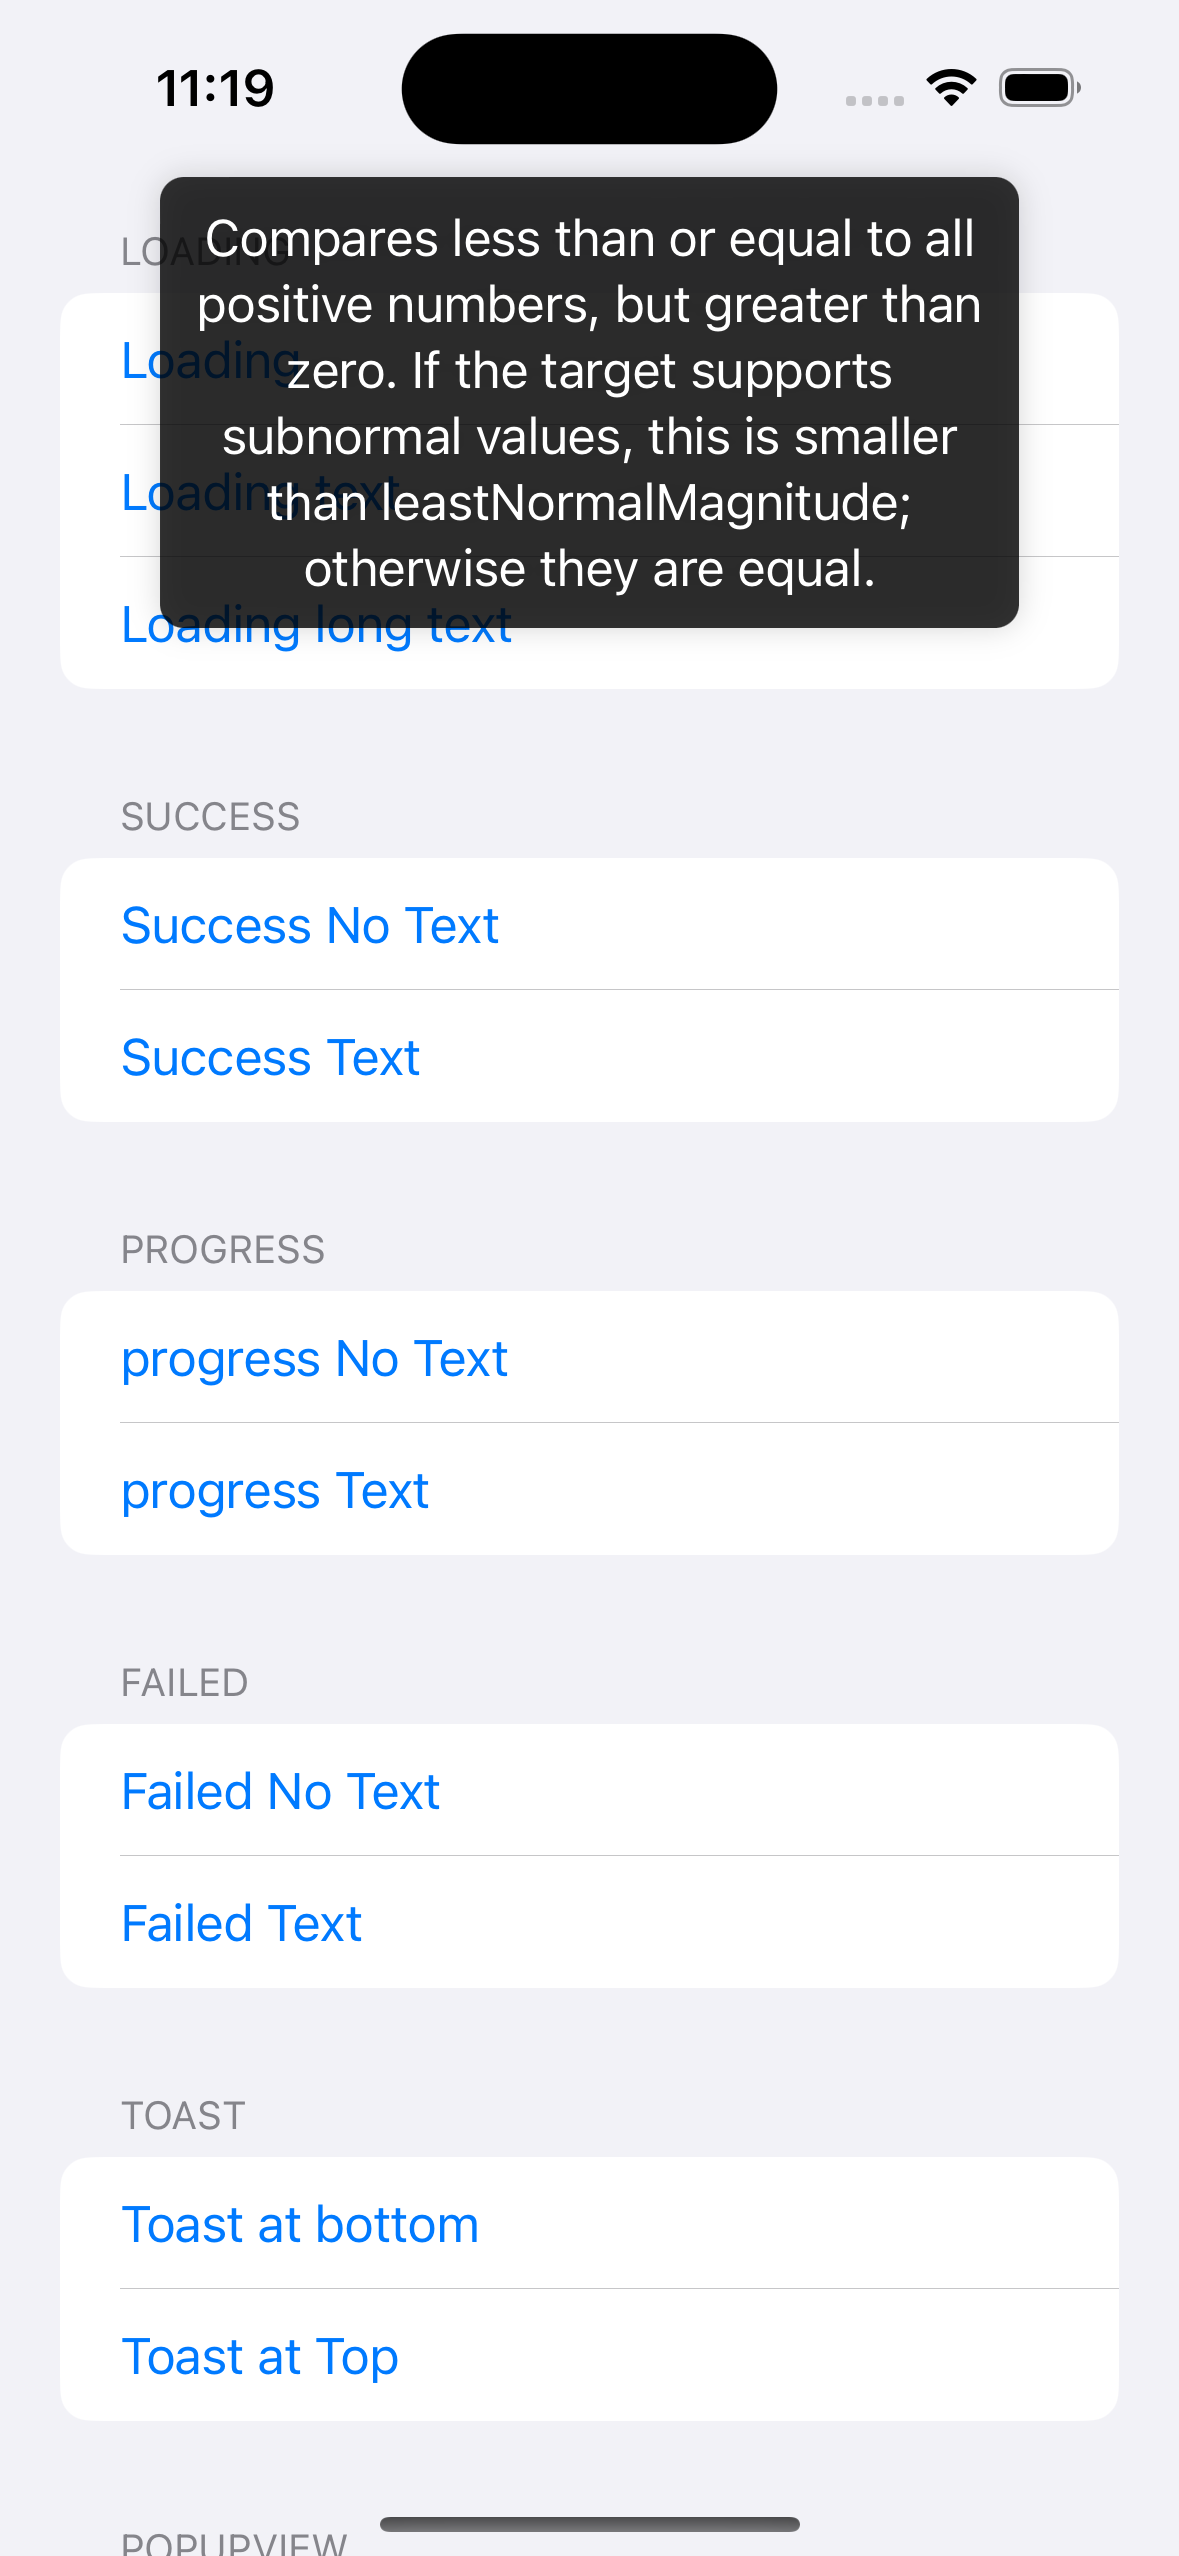 11:19
LOADING
Compares less than or equal to all
positive numbers, but greater than
zero. If the target supports
subnormal values, this is smaller
than leastNormalMagnitude;
otherwise they are equal.
Loading
Loading text
Loading long text
SUCCESS
Success No Text
Success Text
PROGRESS
progress No Text
progress Text
FAILED
Failed No Text
Failed Text
TOAST
Toast at bottom
Toast at Top
POPUPVIEW